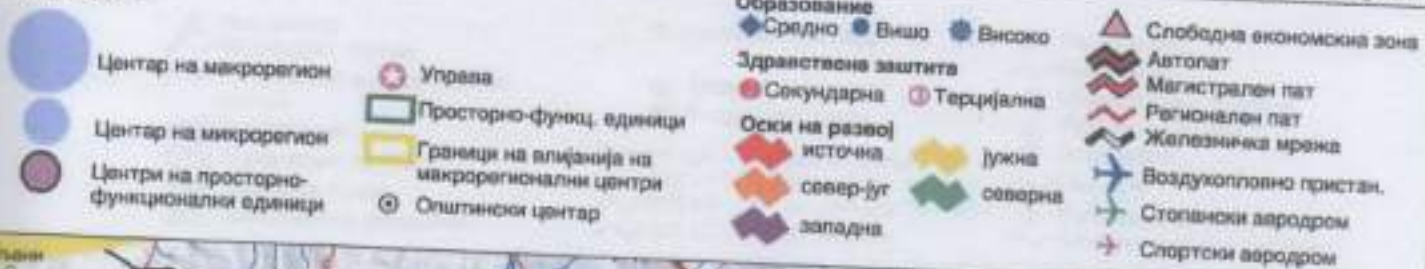 Центар на макрорегион
Центар на микрорегион
Центри на просторно-
функционални единици
Управа
Просторно-функц. единици
Граници на влијанија на
макрорегионални центри
Општински центар
Образование
Средно Вишо Високо
Здравствена заштита
Секундарна Терцијална
Оски на развој
источна јужна
север-југ северна
западна
Слободна економскиа зона
Автопат
Магистрален пат
Регионален пат
Железничка мрежа
Воздухопловно пристан.
Стопански аеродром
Спортски аеродром